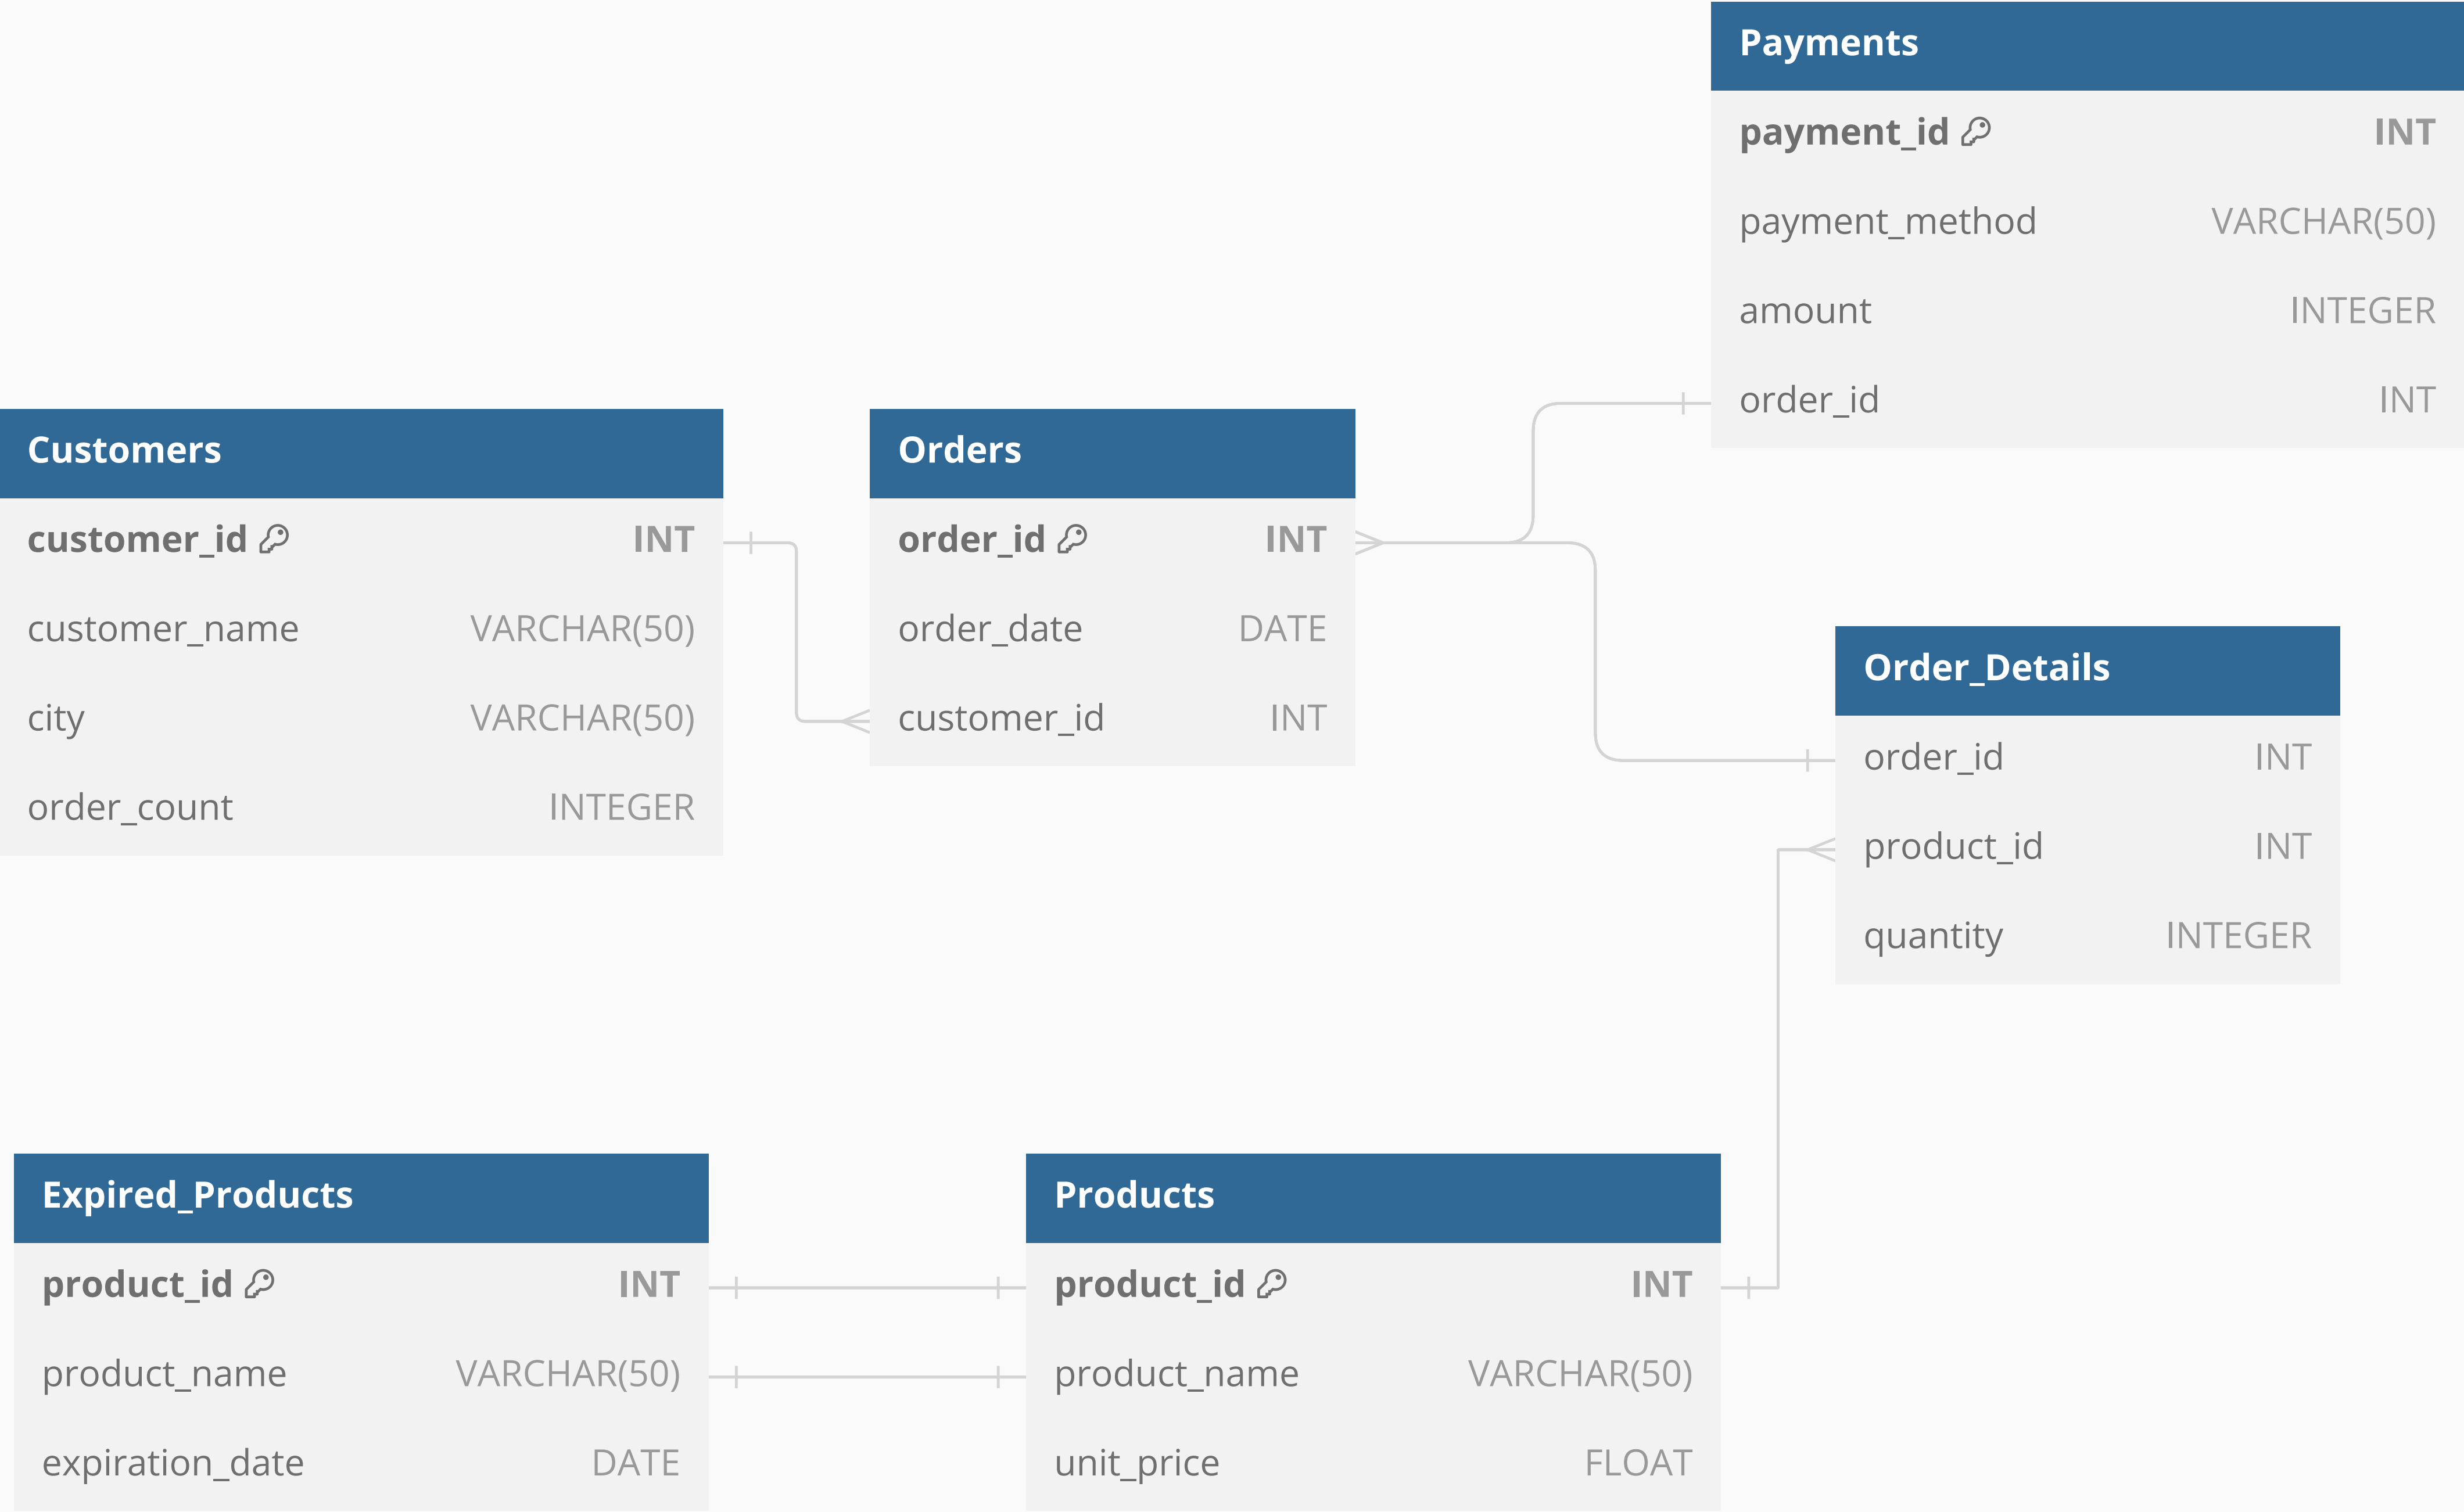 Payments
payment_id INT
payment_method VARCHAR(50)
amount INTEGER
order_id INT
Customers
customer_id INT
customer_name VARCHAR(50)
city VARCHAR(50)
order_count INTEGER
Orders
order_id INT
order_date DATE
customer_id INT
Order_Details
order_id INT
product_id INT
quantity INTEGER
Expired_Products
product_id INT
product_name VARCHAR(50)
expiration_date DATE
Products
product_id INT
product_name VARCHAR(50)
unit_price FLOAT